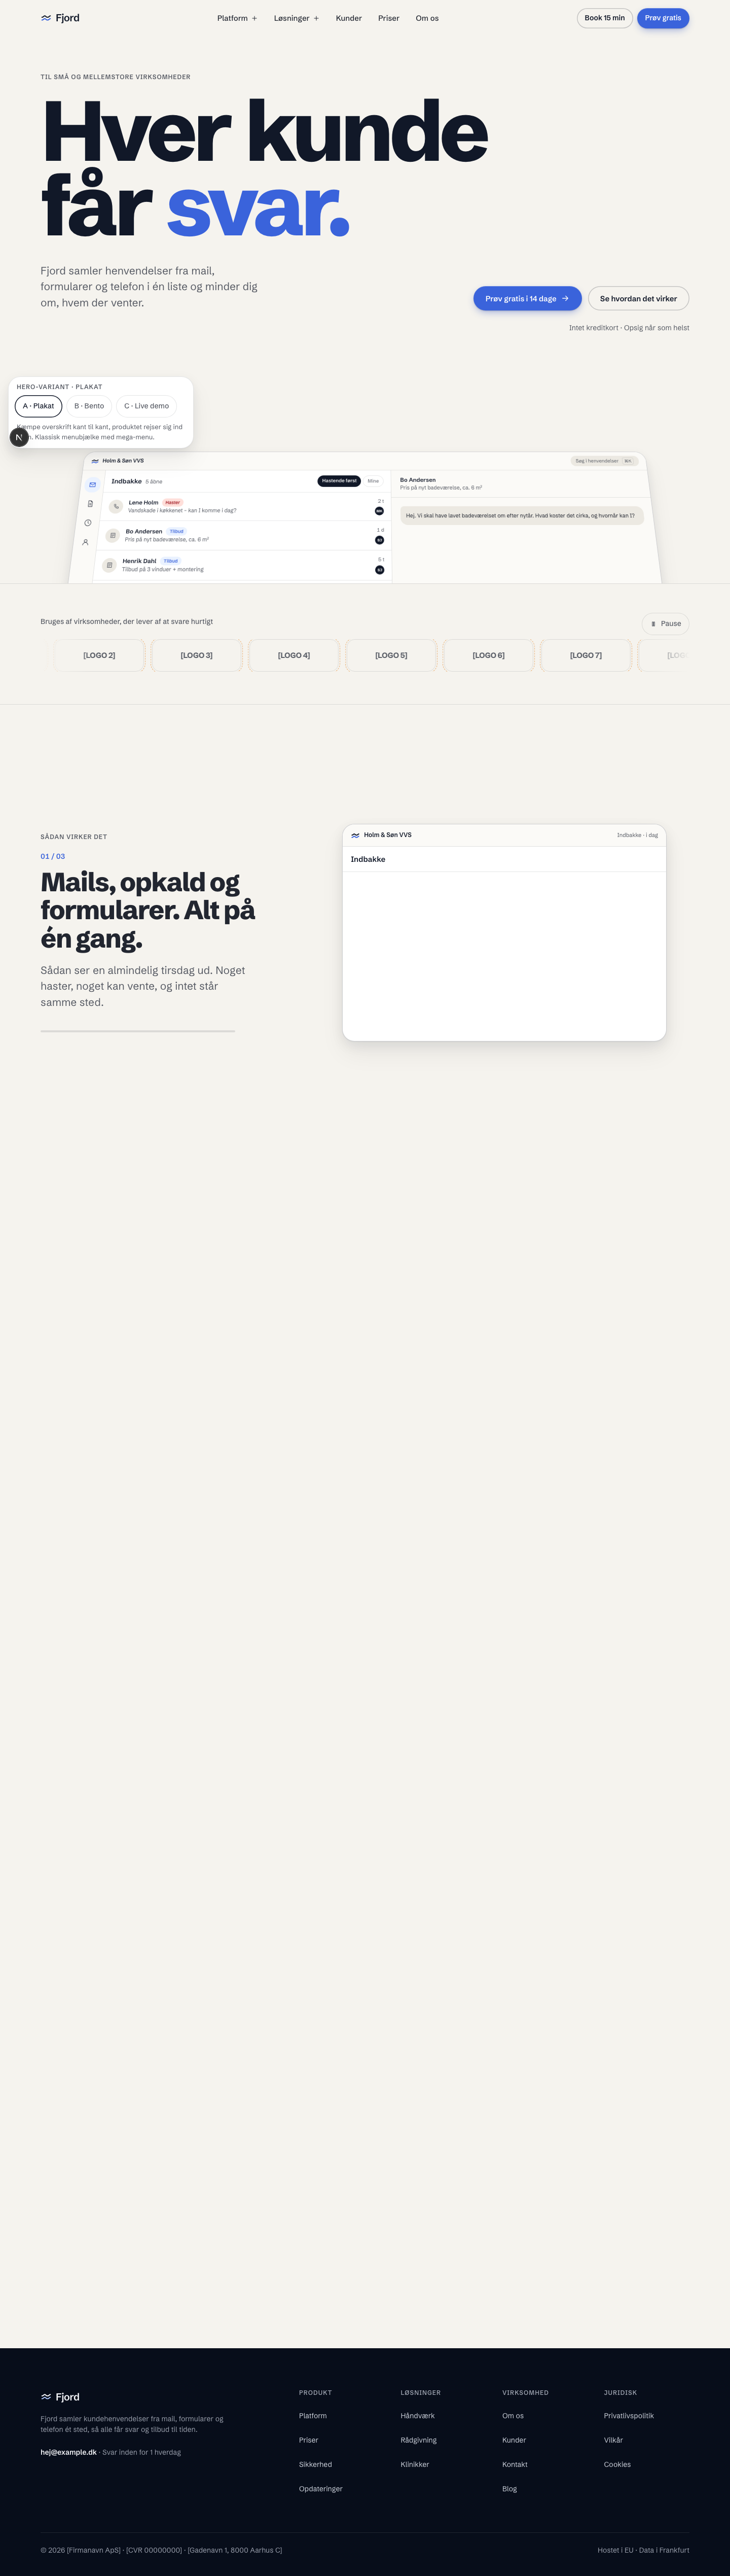 Fjord
Platform +
Løsninger +
Kunder
Priser
Om os
Book 15 min
Prøv gratis
TIL SMÅ OG MELLEMSTORE VIRKSOMHEDER
Hver kunde
får svar.
Fjord samler henvendelser fra mail,
formularer og telefon i én liste og minder dig
om, hvem der venter.
Prøv gratis i 14 dage →
Se hvordan det virker
Intet kreditkort · Opsig når som helst
HERO-VARIANT · PLAKAT
A · Plakat
B · Bento
C · Live demo
overskrift kant til kant, produktet rejser sig ind
Klassisk menubjælke med mega-menu.
N
Holm & Søn VVS
Søg i henvendelser
Indbakke 6 åbne
Hastende først
Mine
Lene Holm Haster
Vandskade i køkkenet – kan I komme i dag?
2 t
Bo Andersen Tilbud
Pris på nyt badeværelse, ca. 6 m²
1 d
Henrik Dahl Tilbud
Tilbud på 3 vinduer + montering
5 t
Bo Andersen
Pris på nyt badeværelse, ca. 6 m²
Hej. Vi skal have lavet badeværelset om efter nytår. Hvad koster det cirka, og hvornår kan I?
Bruges af virksomheder, der lever af at svare hurtigt
Pause
[LOGO 2]
[LOGO 3]
[LOGO 4]
[LOGO 5]
[LOGO 6]
[LOGO 7]
SÅDAN VIRKER DET
01 / 03
Mails, opkald og
formularer. Alt på
én gang.
Sådan ser en almindelig tirsdag ud. Noget
haster, noget kan vente, og intet står
samme sted.
Holm & Søn VVS
Indbakke · i dag
Indbakke
Fjord
Fjord samler kundehenvendelser fra mail, formularer og
telefon ét sted, så alle får svar og tilbud til tiden.
hej@example.dk · Svar inden for 1 hverdag
PRODUKT
Platform
Priser
Sikkerhed
Opdateringer
LØSNINGER
Håndværk
Rådgivning
Klinikker
VIRKSOMHED
Om os
Kunder
Kontakt
Blog
JURIDISK
Privatlivspolitik
Vilkår
Cookies
© 2026 [Firmanavn ApS] · [CVR 00000000] · [Gadenavn 1, 8000 Aarhus C]
Hostet i EU · Data i Frankfurt